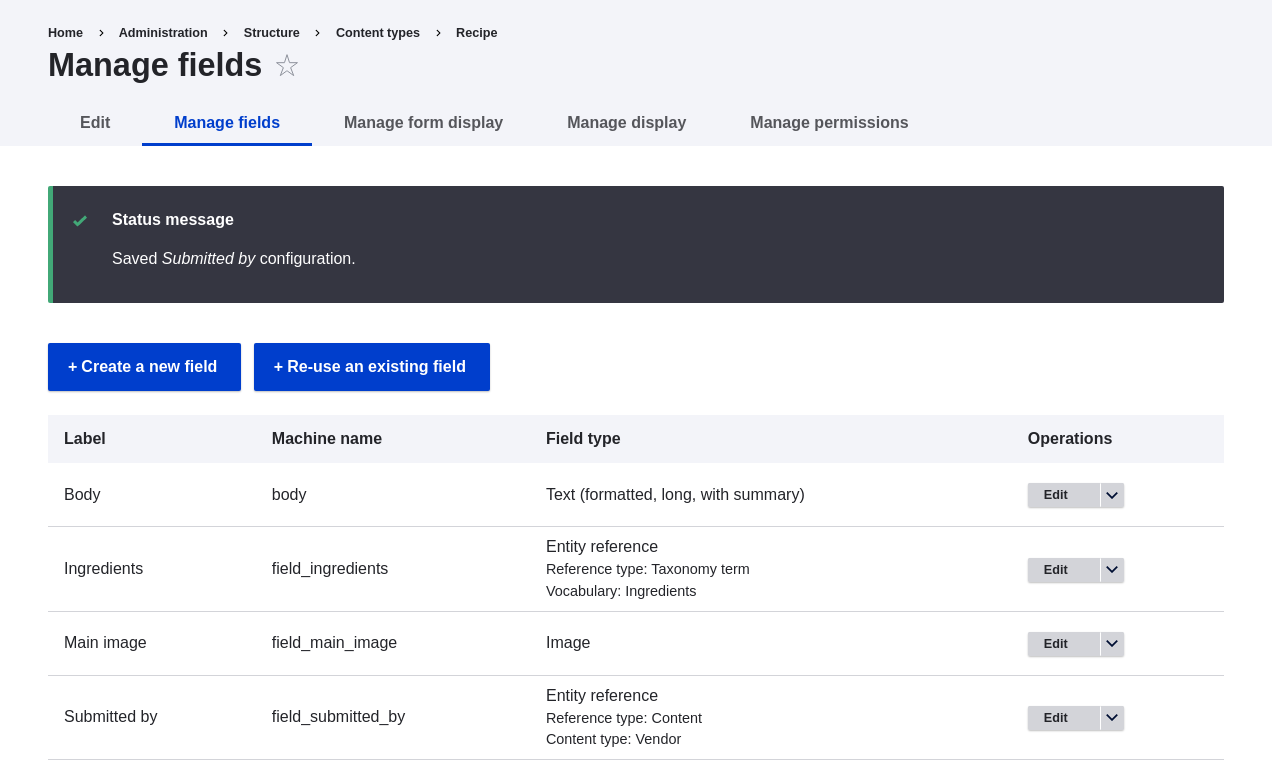 Home › Administration › Structure › Content types › Recipe
Manage fields
Edit Manage fields Manage form display Manage display Manage permissions
Status message
Saved Submitted by configuration.
+ Create a new field + Re-use an existing field
Label Machine name Field type Operations
Body body Text (formatted, long, with summary) Edit
Ingredients field_ingredients Entity reference Edit
Reference type: Taxonomy term
Vocabulary: Ingredients
Main image field_main_image Image Edit
Submitted by field_submitted_by Entity reference Edit
Reference type: Content
Content type: Vendor